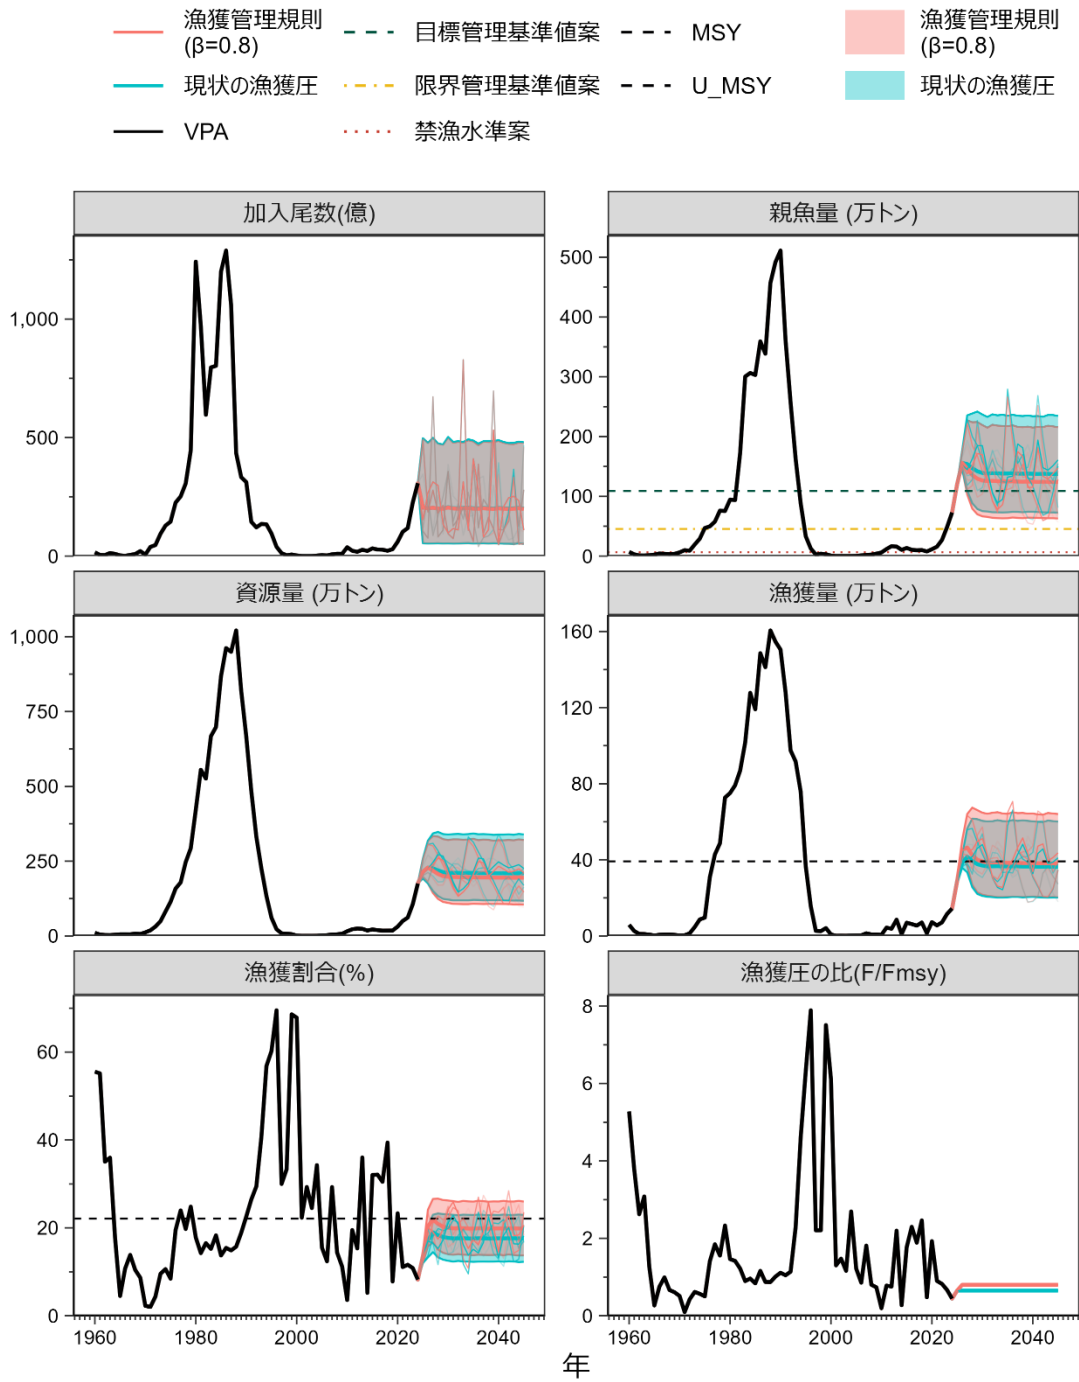 漁獲管理規則
(β=0.8)
目標管理基準値案
MSY
漁獲管理規則
(β=0.8)
現状の漁獲圧
限界管理基準値案
U_MSY
現状の漁獲圧
VPA
禁漁水準案
加入尾数(億)
1,000
500
0
親魚量 (万トン)
500
400
300
200
100
0
資源量 (万トン)
1,000
750
500
250
0
漁獲量 (万トン)
160
120
80
40
0
漁獲割合(%)
60
40
20
0
1960 1980 2000 2020 2040
漁獲圧の比(F/Fmsy)
8
6
4
2
0
1960 1980 2000 2020 2040
年